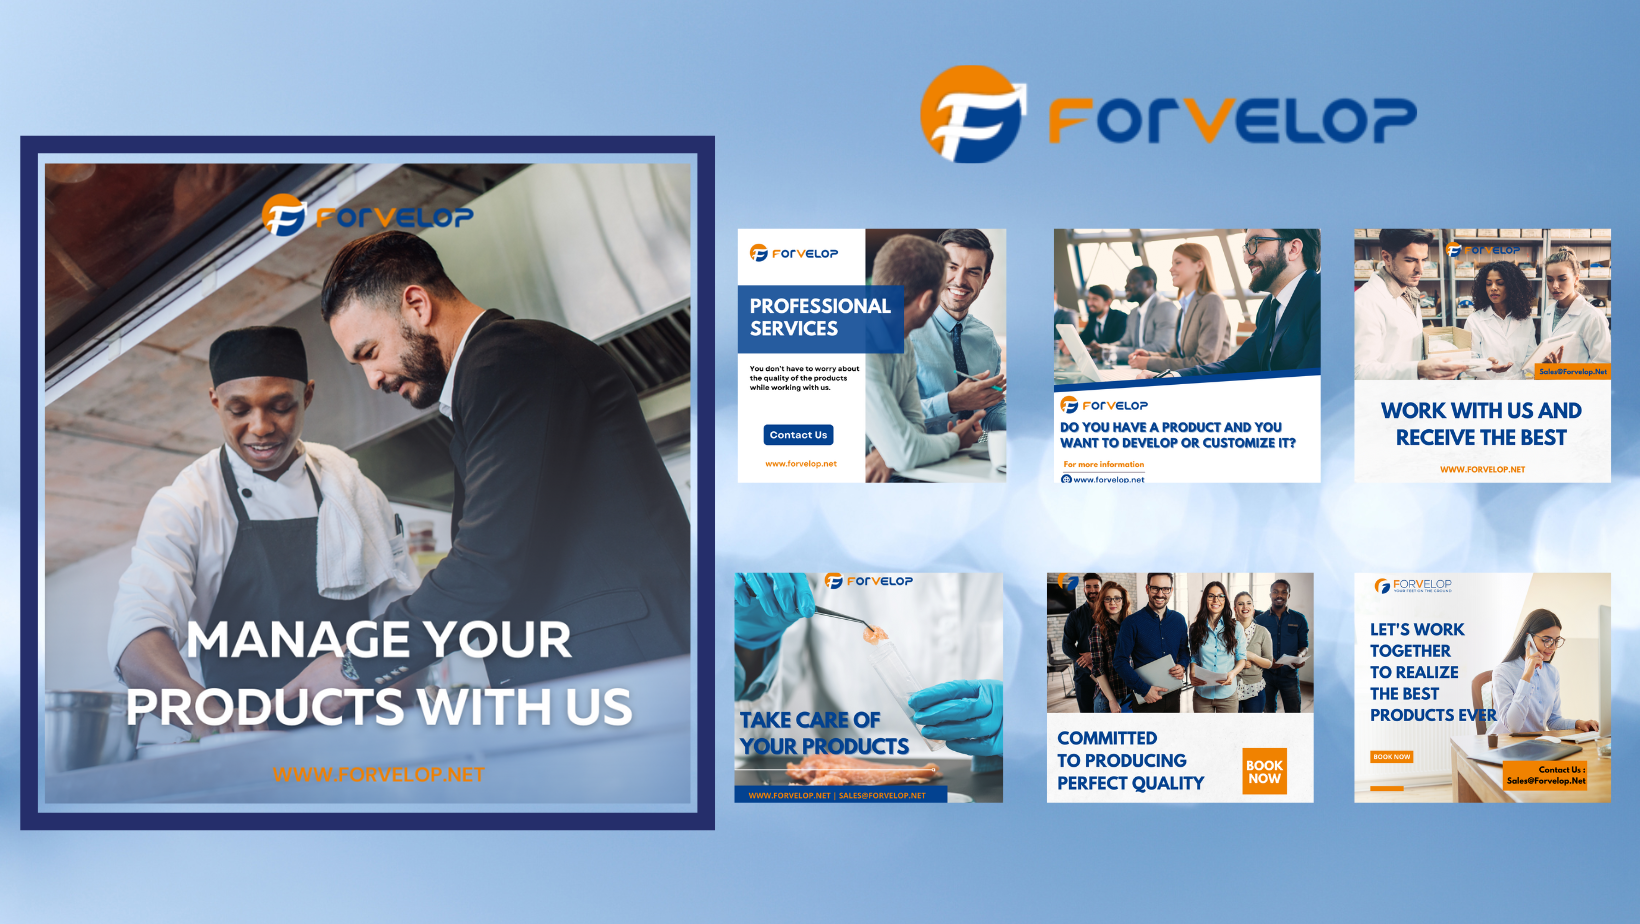 FORVELOP
FORVELOP
MANAGE YOUR
PRODUCTS WITH US
WWW.FORVELOP.NET
FORVELOP
PROFESSIONAL
SERVICES
You don't have to worry about
the quality of the products
while working with us.
Contact Us
www.forvelop.net
FORVELOP
DO YOU HAVE A PRODUCT AND YOU
WANT TO DEVELOP OR CUSTOMIZE IT?
For more information
www.forvelop.net
FORVELOP
Sales@Forvelop.Net
WORK WITH US AND
RECEIVE THE BEST
WWW.FORVELOP.NET
FORVELOP
TAKE CARE OF
YOUR PRODUCTS
WWW.FORVELOP.NET | SALES@FORVELOP.NET
COMMITTED
TO PRODUCING
PERFECT QUALITY
BOOK
NOW
FORVELOP
YOUR FEET ON THE GROUND
LET'S WORK
TOGETHER
TO REALIZE
THE BEST
PRODUCTS EVER
BOOK NOW
Contact Us :
Sales@Forvelop.Net